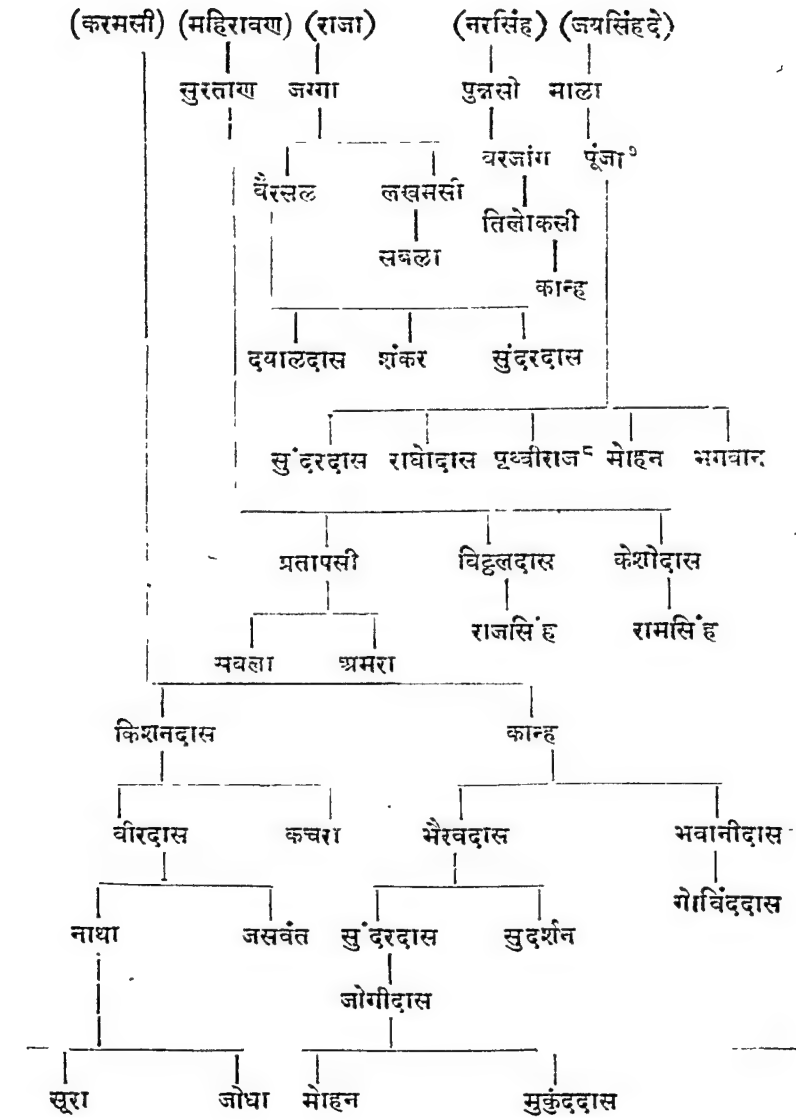 (करमसी) (महिरावण) (राजा) (नरसिंह) (जयसिंहदे)
सुरताण जग्गा पुन्नसी माला
वरजांग पूंजा७
वैरसल लखमसी
तिलोकसी
सबला
कान्ह
दयालदास शंकर सुंदरदास
सुंदरदास राघोदास पृथ्वीराज८ मोहन भगवान
प्रतापसी विट्ठलदास केशोदास
राजसिंह रामसिंह
सबला अमरा
किशनदास कान्ह
वीरदास कचरा भैरवदास भवानीदास
गोविंददास
नाथा जसवंत सुंदरदास सुदर्शन
जोगीदास
सूरा जोधा मोहन मुकुंददास